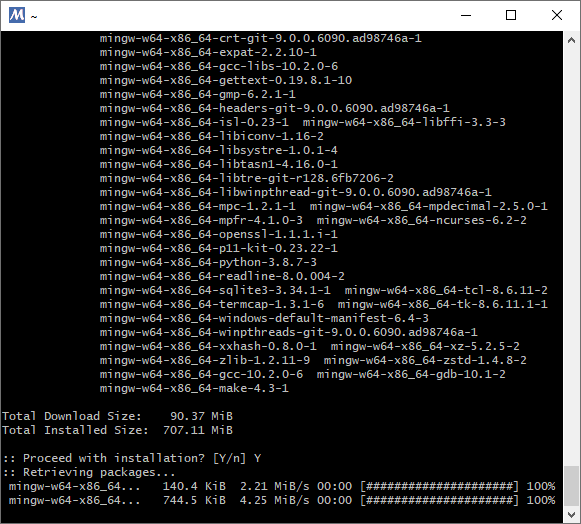 ~
mingw-w64-x86_64-crt-git-9.0.0.6090.ad98746a-1
mingw-w64-x86_64-expat-2.2.10-1
mingw-w64-x86_64-gcc-libs-10.2.0-6
mingw-w64-x86_64-gettext-0.19.8.1-10
mingw-w64-x86_64-gmp-6.2.1-1
mingw-w64-x86_64-headers-git-9.0.0.6090.ad98746a-1
mingw-w64-x86_64-isl-0.23-1  mingw-w64-x86_64-libffi-3.3-3
mingw-w64-x86_64-libiconv-1.16-2
mingw-w64-x86_64-libsystre-1.0.1-4
mingw-w64-x86_64-libtasn1-4.16.0-1
mingw-w64-x86_64-libtre-git-r128.6fb7206-2
mingw-w64-x86_64-libwinpthread-git-9.0.0.6090.ad98746a-1
mingw-w64-x86_64-mpc-1.2.1-1  mingw-w64-x86_64-mpdecimal-2.5.0-1
mingw-w64-x86_64-mpfr-4.1.0-3  mingw-w64-x86_64-ncurses-6.2-2
mingw-w64-x86_64-openssl-1.1.1.i-1
mingw-w64-x86_64-p11-kit-0.23.22-1
mingw-w64-x86_64-python-3.8.7-3
mingw-w64-x86_64-readline-8.0.004-2
mingw-w64-x86_64-sqlite3-3.34.1-1  mingw-w64-x86_64-tcl-8.6.11-2
mingw-w64-x86_64-termcap-1.3.1-6  mingw-w64-x86_64-tk-8.6.11.1-1
mingw-w64-x86_64-windows-default-manifest-6.4-3
mingw-w64-x86_64-winpthreads-git-9.0.0.6090.ad98746a-1
mingw-w64-x86_64-xxhash-0.8.0-1  mingw-w64-x86_64-xz-5.2.5-2
mingw-w64-x86_64-zlib-1.2.11-9  mingw-w64-x86_64-zstd-1.4.8-2
mingw-w64-x86_64-gcc-10.2.0-6  mingw-w64-x86_64-gdb-10.1-2
mingw-w64-x86_64-make-4.3-1
Total Download Size:    90.37 MiB
Total Installed Size:  707.11 MiB
:: Proceed with installation? [Y/n] Y
:: Retrieving packages...
mingw-w64-x86_64...   140.4 KiB  2.21 MiB/s 00:00 [#####################] 100%
mingw-w64-x86_64...   744.5 KiB  4.25 MiB/s 00:00 [#####################] 100%